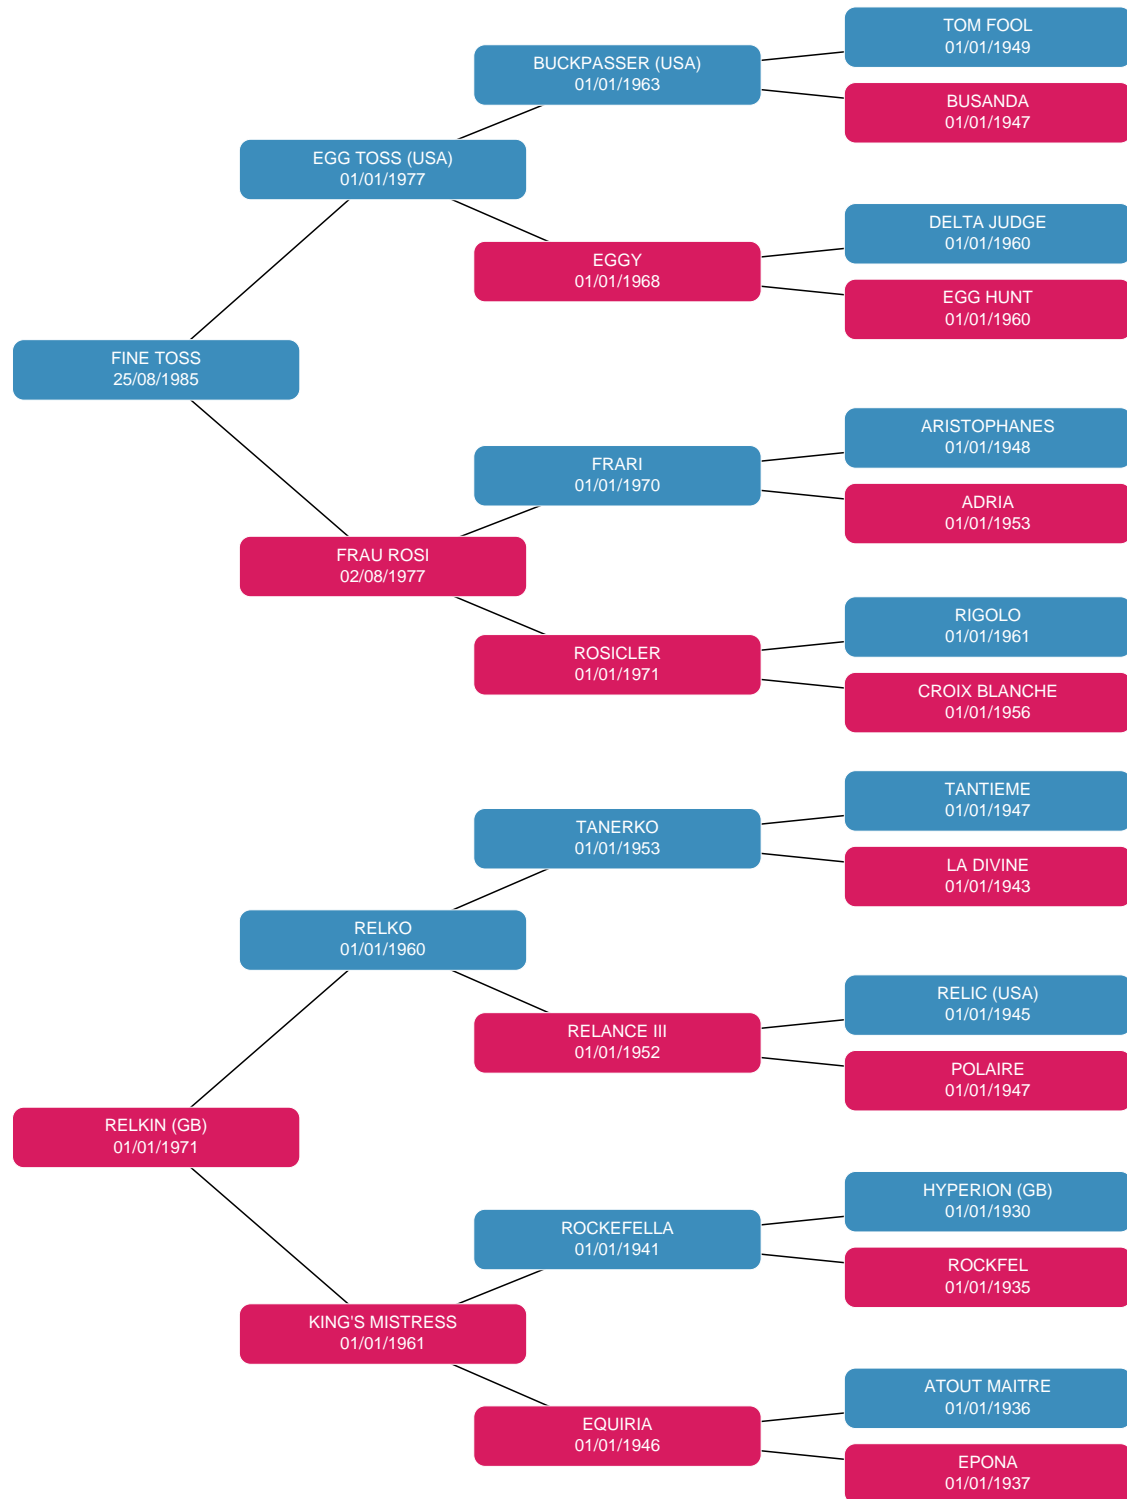 TOM FOOL
01/01/1949
BUCKPASSER (USA)
01/01/1963
BUSANDA
01/01/1947
EGG TOSS (USA)
01/01/1977
DELTA JUDGE
01/01/1960
EGGY
01/01/1968
EGG HUNT
01/01/1960
FINE TOSS
25/08/1985
ARISTOPHANES
01/01/1948
FRARI
01/01/1970
ADRIA
01/01/1953
FRAU ROSI
02/08/1977
RIGOLO
01/01/1961
ROSICLER
01/01/1971
CROIX BLANCHE
01/01/1956
TANTIEME
01/01/1947
TANERKO
01/01/1953
LA DIVINE
01/01/1943
RELKO
01/01/1960
RELIC (USA)
01/01/1945
RELANCE III
01/01/1952
POLAIRE
01/01/1947
RELKIN (GB)
01/01/1971
HYPERION (GB)
01/01/1930
ROCKEFELLA
01/01/1941
ROCKFEL
01/01/1935
KING'S MISTRESS
01/01/1961
ATOUT MAITRE
01/01/1936
EQUIRIA
01/01/1946
EPONA
01/01/1937